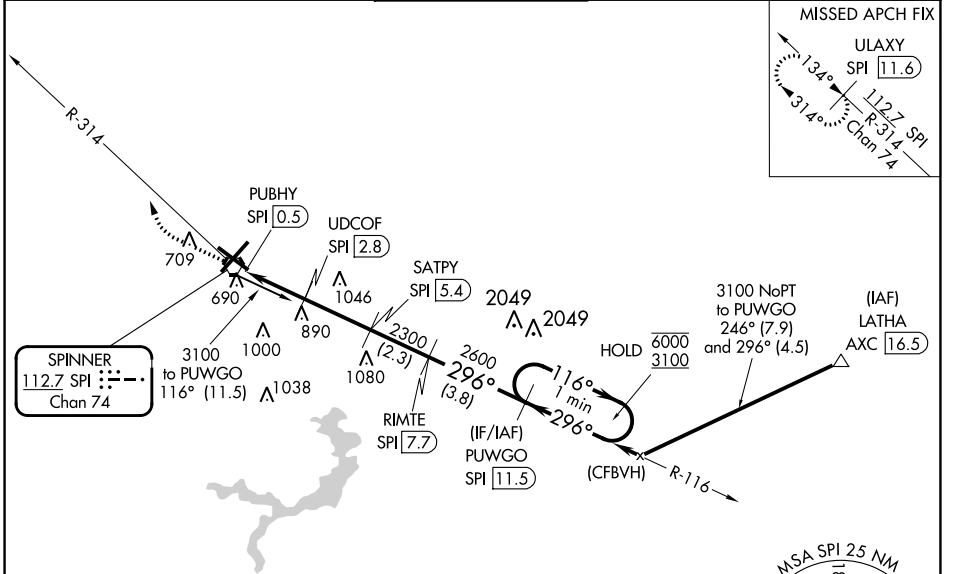 MISSED APCH FIX
ULAXY
SPI 11.6
134°
314°
112.7 SPI
R-314
Chan 74
R-314
PUBHY
SPI 0.5
UDCOF
SPI 2.8
SATPY
SPI 5.4
709
690
890
1046
1000
1080
1038
2049
2049
SPINNER
112.7 SPI
Chan 74
3100
to PUWGO
116° (11.5)
2300
(2.3)
2600
296°
(3.8)
RIMTE
SPI 7.7
(IF/IAF)
PUWGO
SPI 11.5
116°
1 min
296°
HOLD 6000
3100
3100 NoPT
to PUWGO
246° (7.9)
and 296° (4.5)
(IAF)
LATHA
AXC 16.5
(CFBVH)
R-116
MSA SPI 25 NM